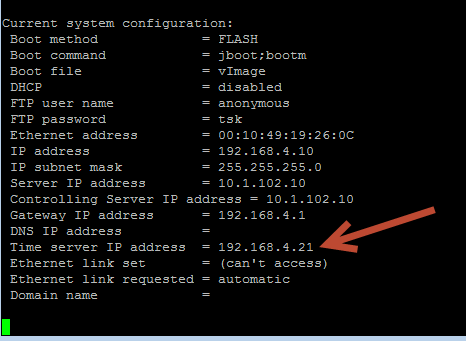 Current system configuration:
Boot method = FLASH
Boot command = jboot;bootm
Boot file = vImage
DHCP = disabled
FTP user name = anonymous
FTP password = tsk
Ethernet address = 00:10:49:19:26:0C
IP address = 192.168.4.10
IP subnet mask = 255.255.255.0
Server IP address = 10.1.102.10
Controlling Server IP address = 10.1.102.10
Gateway IP address = 192.168.4.1
DNS IP address =
Time server IP address = 192.168.4.21
Ethernet link set = (can't access)
Ethernet link requested = automatic
Domain name =